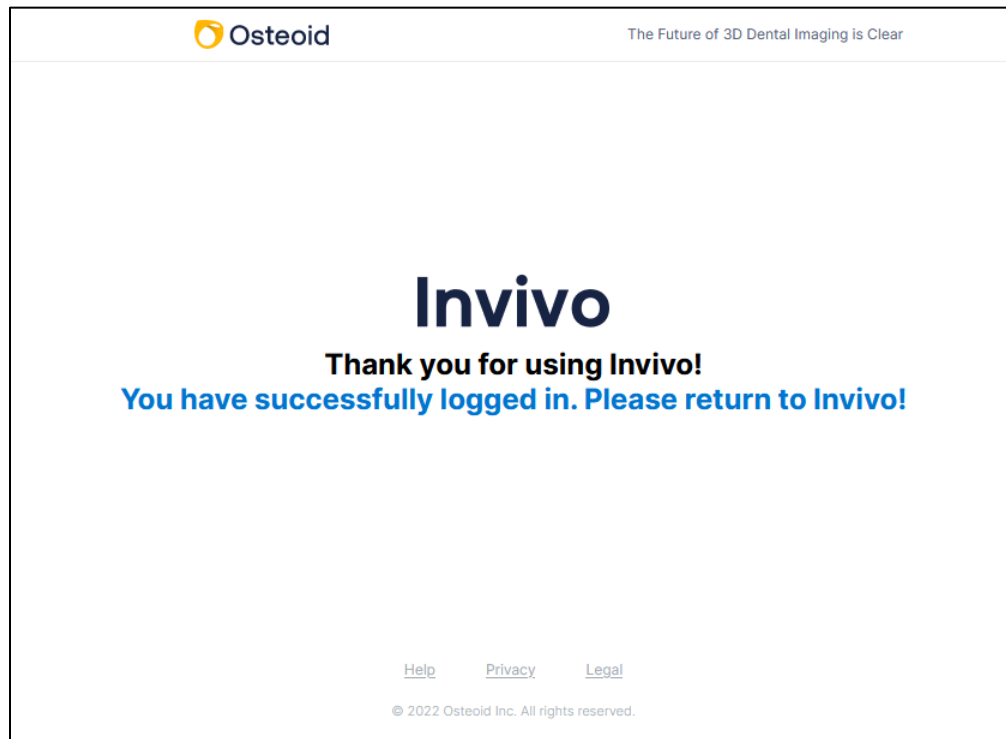 Osteoid
The Future of 3D Dental Imaging is Clear
Invivo
Thank you for using Invivo!
You have successfully logged in. Please return to Invivo!
Help Privacy Legal
© 2022 Osteoid Inc. All rights reserved.